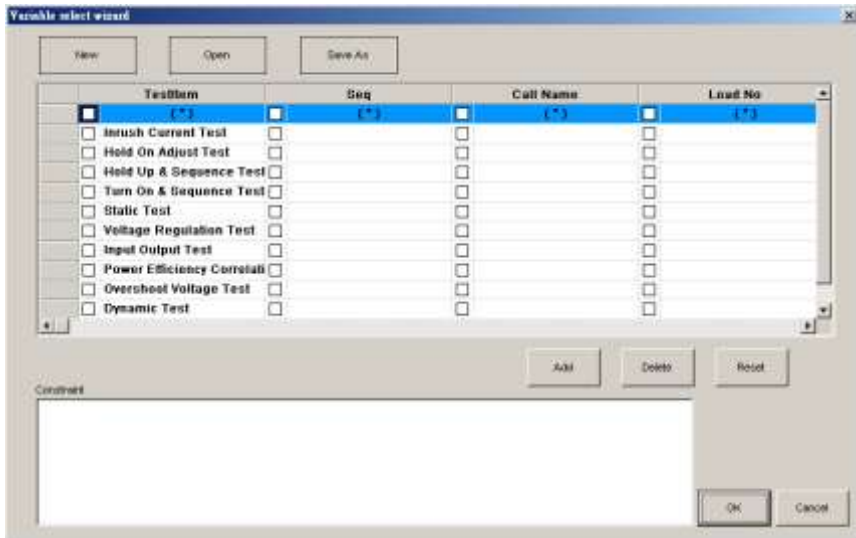 Variable select wizard
New Open Save As
TestItem Seq Call Name Load No
(*) (*) (*) (*)
Inrush Current Test
Hold On Adjust Test
Hold Up & Sequence Test
Turn On & Sequence Test
Static Test
Voltage Regulation Test
Input Output Test
Power Efficiency Correlati
Overshoot Voltage Test
Dynamic Test
Add Delete Reset
Constraint
OK Cancel